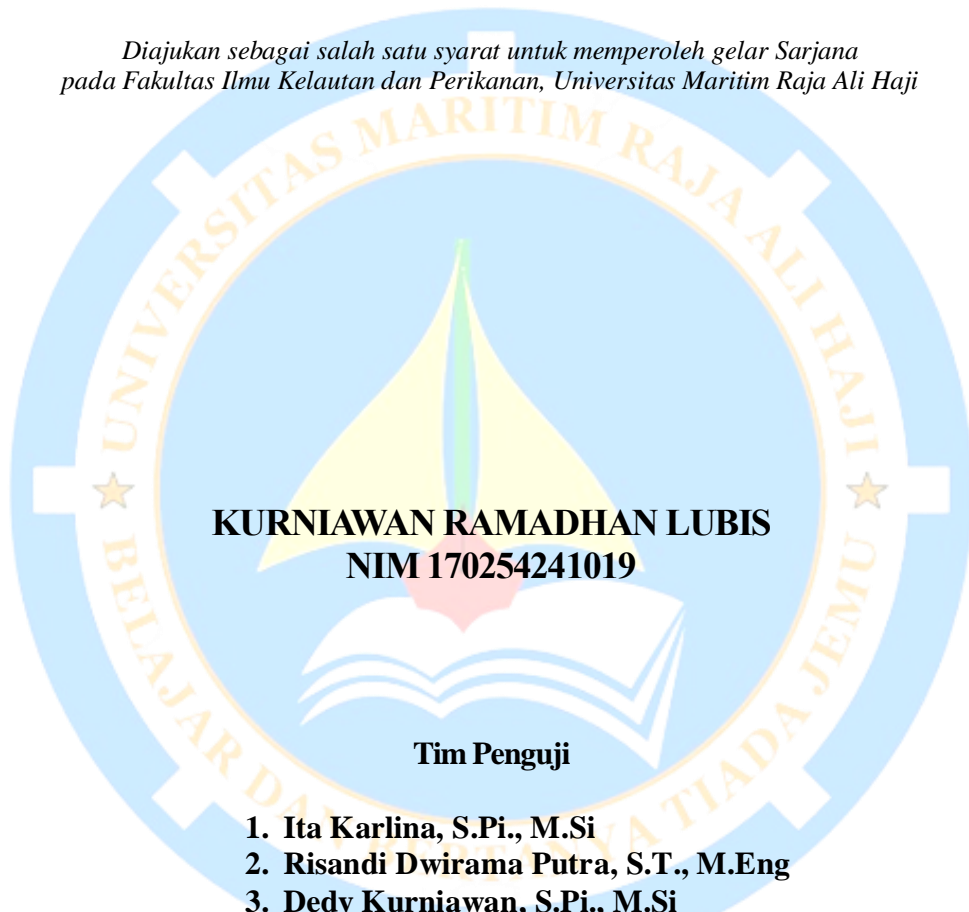 Diajukan sebagai salah satu syarat untuk memperoleh gelar Sarjana
pada Fakultas Ilmu Kelautan dan Perikanan, Universitas Maritim Raja Ali Haji
UNIVERSITAS MARITIM RAJA ALI HAJI
KURNIAWAN RAMADHAN LUBIS
NIM 170254241019
BELAJAR DAN BERTANYA TIADA JEMU
Tim Penguji
1. Ita Karlina, S.Pi., M.Si
2. Risandi Dwirama Putra, S.T., M.Eng
3. Dedy Kurniawan, S.Pi., M.Si